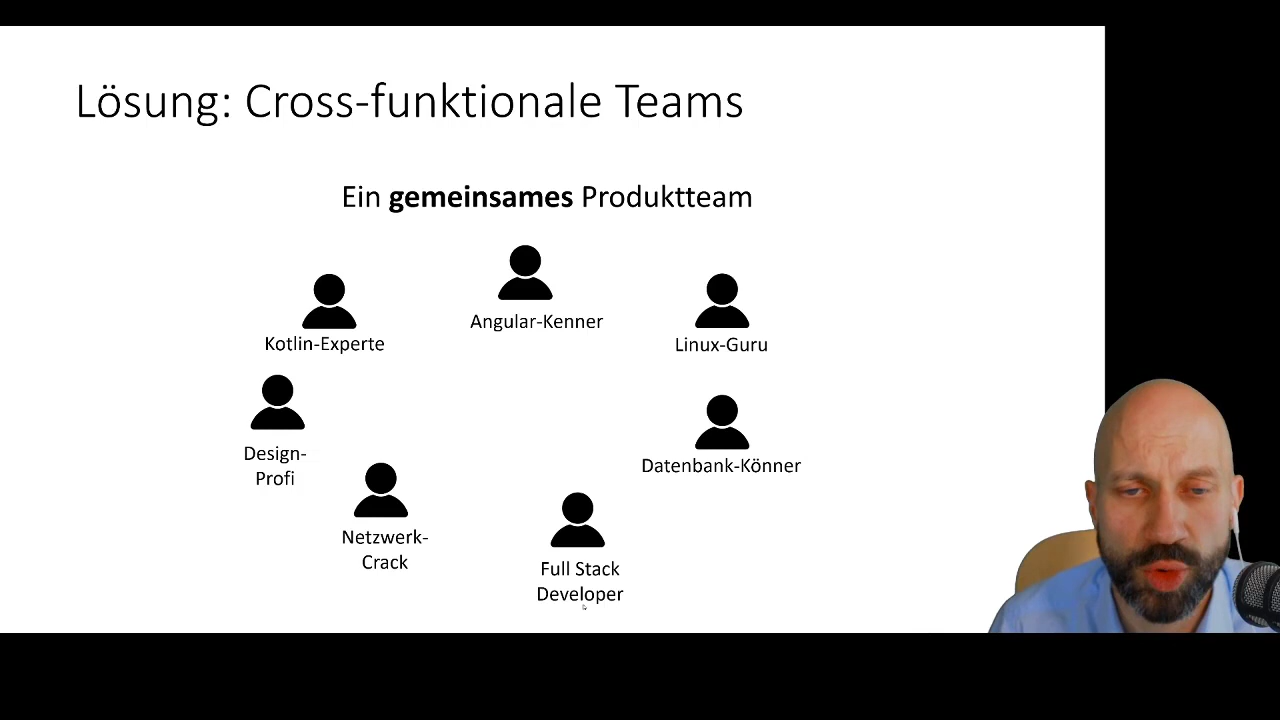 Lösung: Cross-funktionale Teams
Ein gemeinsames Produktteam
Angular-Kenner
Kotlin-Experte
Linux-Guru
Design-
Profi
Datenbank-Könner
Netzwerk-
Crack
Full Stack
Developer